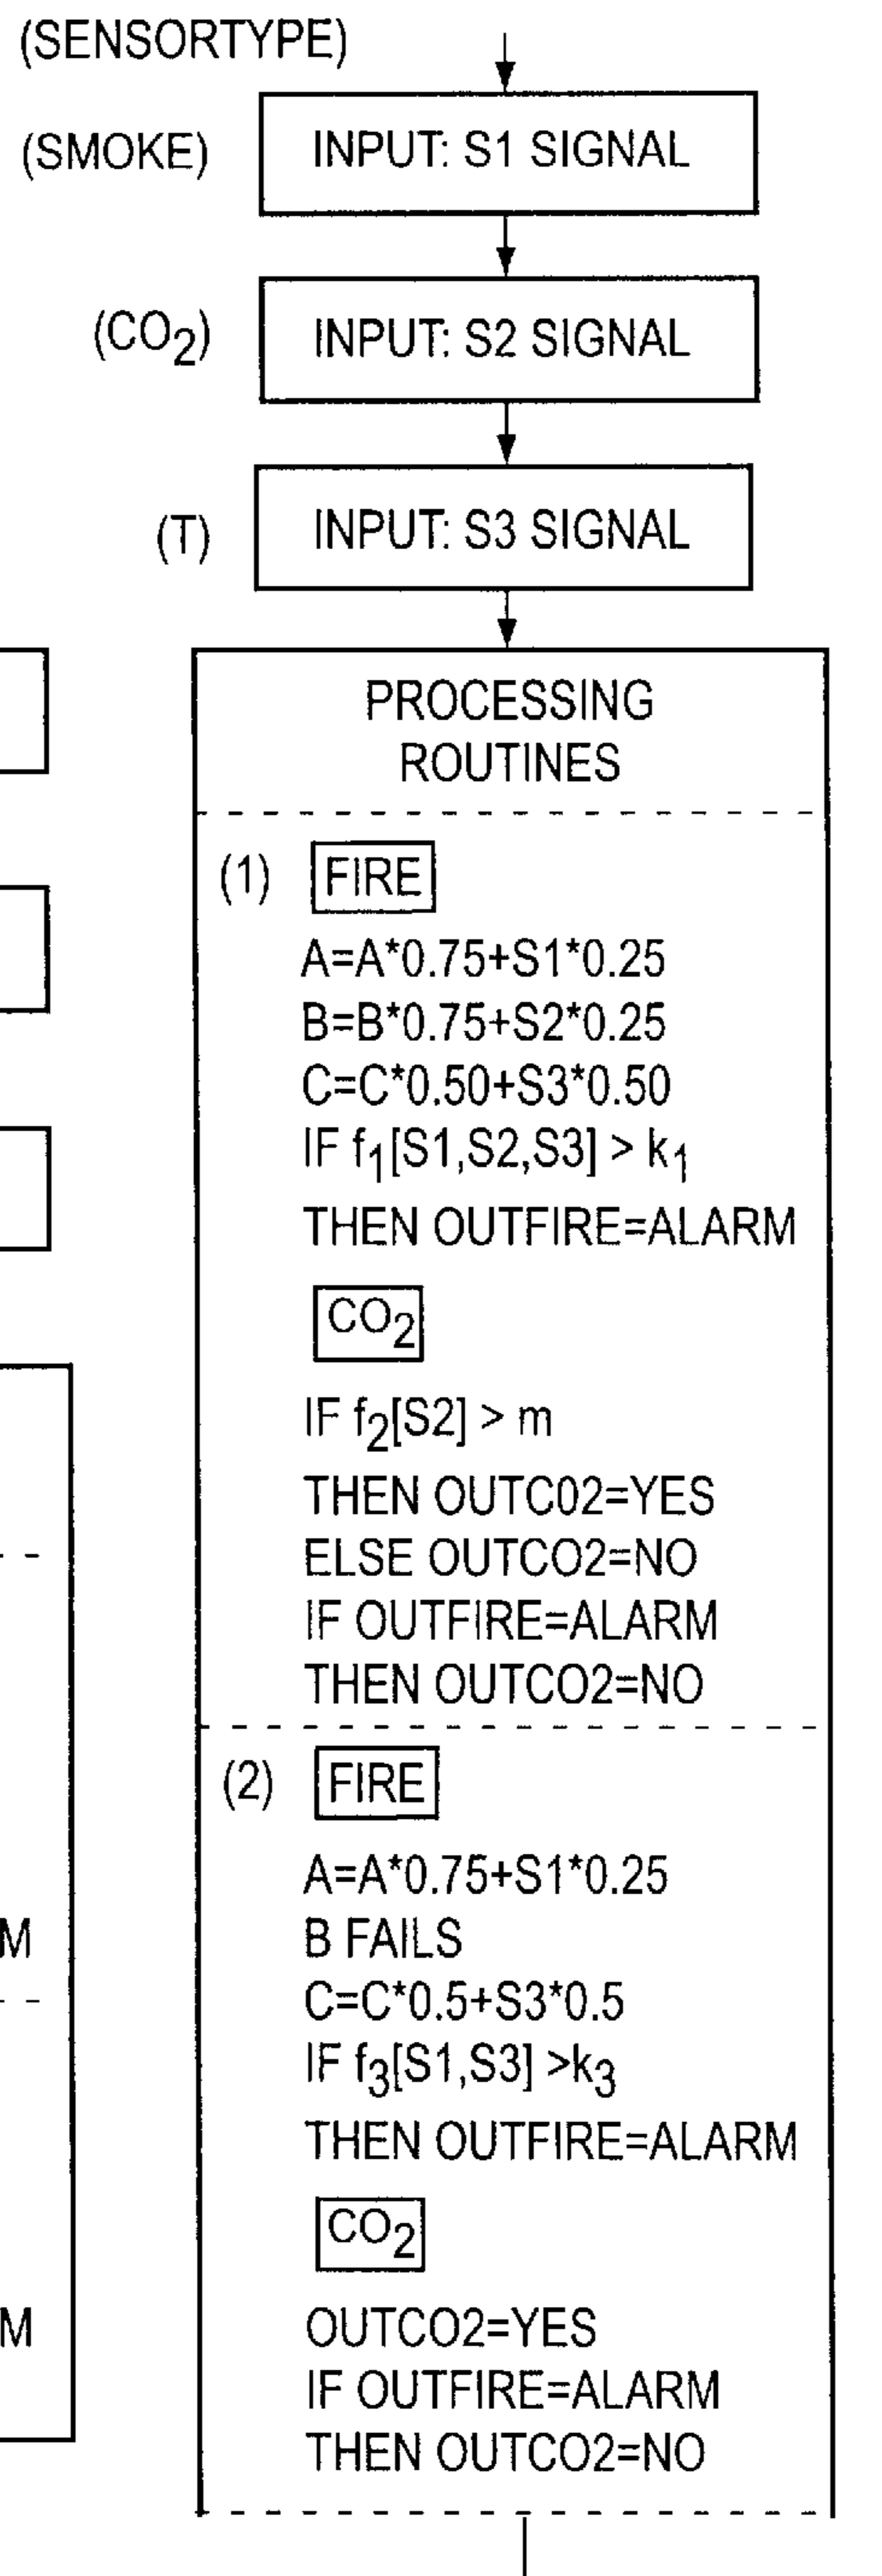 (SENSORTYPE)
(SMOKE) INPUT: S1 SIGNAL
(CO₂) INPUT: S2 SIGNAL
(T) INPUT: S3 SIGNAL
PROCESSING
ROUTINES
(1) FIRE
A=A*0.75+S1*0.25
B=B*0.75+S2*0.25
C=C*0.50+S3*0.50
IF f₁[S1,S2,S3] > k₁
THEN OUTFIRE=ALARM
CO₂
IF f₂[S2] > m
THEN OUTC02=YES
ELSE OUTCO2=NO
IF OUTFIRE=ALARM
THEN OUTCO2=NO
(2) FIRE
A=A*0.75+S1*0.25
B FAILS
M
C=C*0.5+S3*0.5
IF f₃[S1,S3] >k₃
THEN OUTFIRE=ALARM
CO₂
M
OUTCO2=YES
IF OUTFIRE=ALARM
THEN OUTCO2=NO